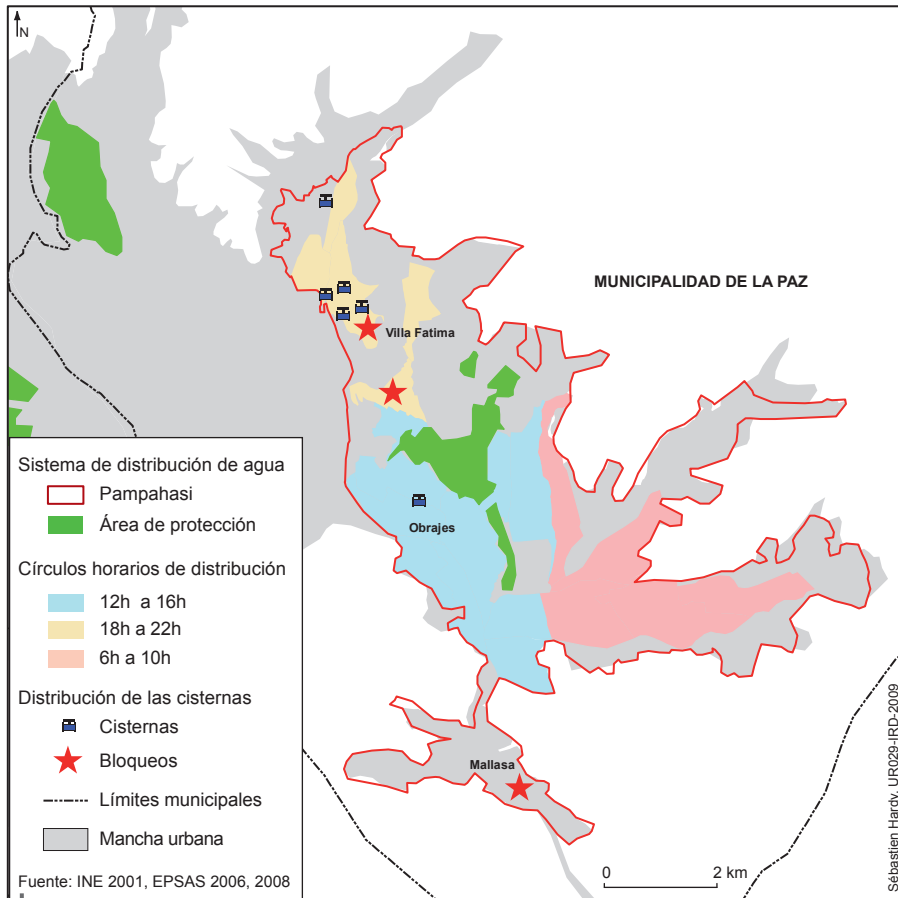 N
MUNICIPALIDAD DE LA PAZ
Villa Fatima
Obrajes
Mallasa
Sistema de distribución de agua
Pampahasi
Área de protección
Círculos horarios de distribución
12h a 16h
18h a 22h
6h a 10h
Distribución de las cisternas
Cisternas
Bloqueos
Límites municipales
Mancha urbana
Fuente: INE 2001, EPSAS 2006, 2008
0 2 km
Sébastien Hardy, UR029-IRD-2009